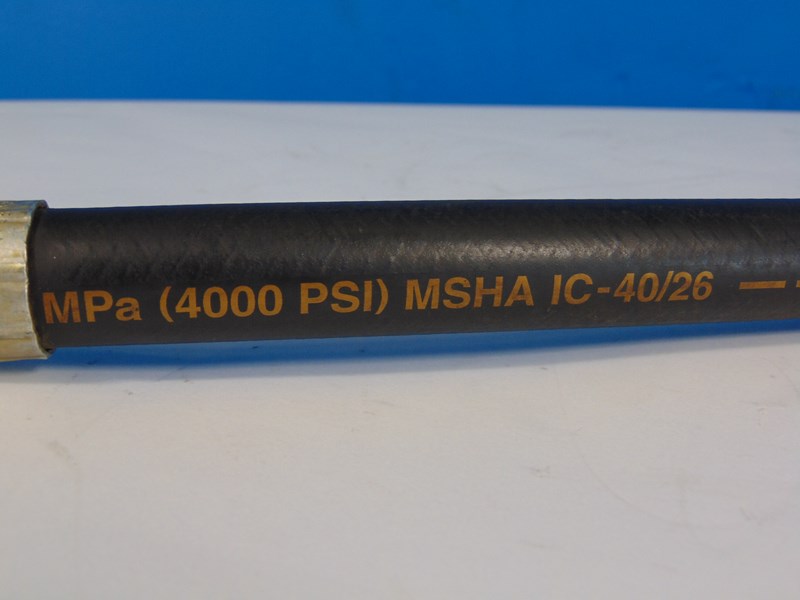 MPa (4000 PSI) MSHA IC-40/26 —